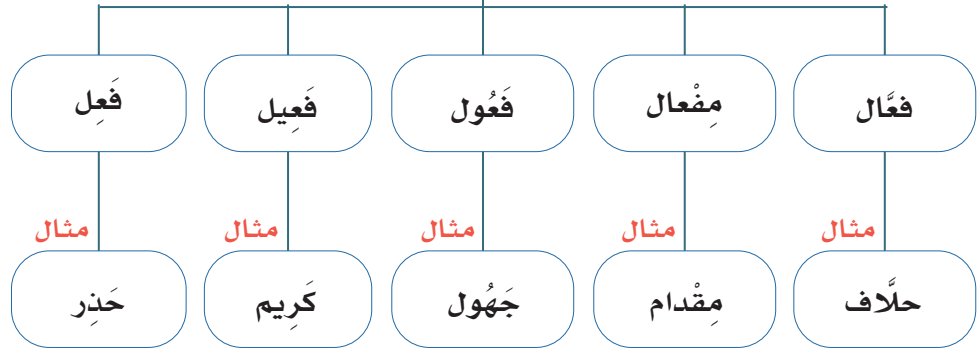 فعَّال مِفْعال فَعُول فَعِيل فَعِل
مثال مثال مثال مثال مثال
حلَّاف مِقْدام جَهُول كَرِيم حَذِر